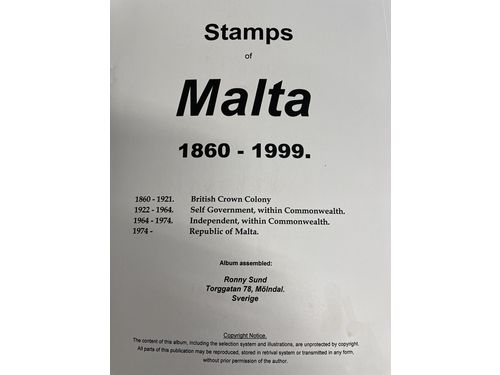 Stamps
of
Malta
1860 - 1999.
1860 - 1921. British Crown Colony
1922 - 1964. Self Government, within Commonwealth.
1964 - 1974. Independent, within Commonwealth.
1974 - Republic of Malta.
Album assembled:
Ronny Sund
Torggatan 78, Mölndal.
Sverige
Copyright Notice.
The content of this album, including the selection system and illustrations, are unprotected by copyright.
All parts of this publication may be reproduced, stored in retrival system or transmitted in any form,
without prior permission of the author.